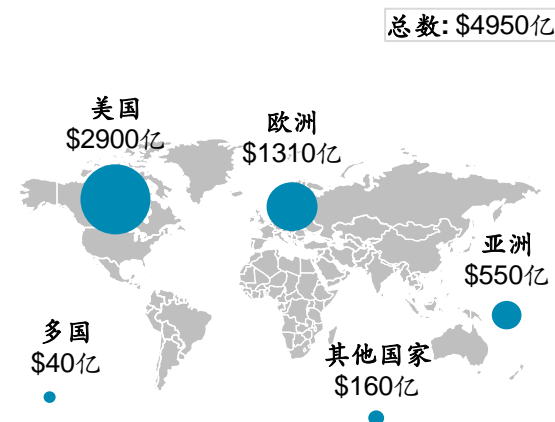 总数: $4950亿
美国
$2900亿
欧洲
$1310亿
亚洲
$550亿
多国
$40亿
其他国家
$160亿